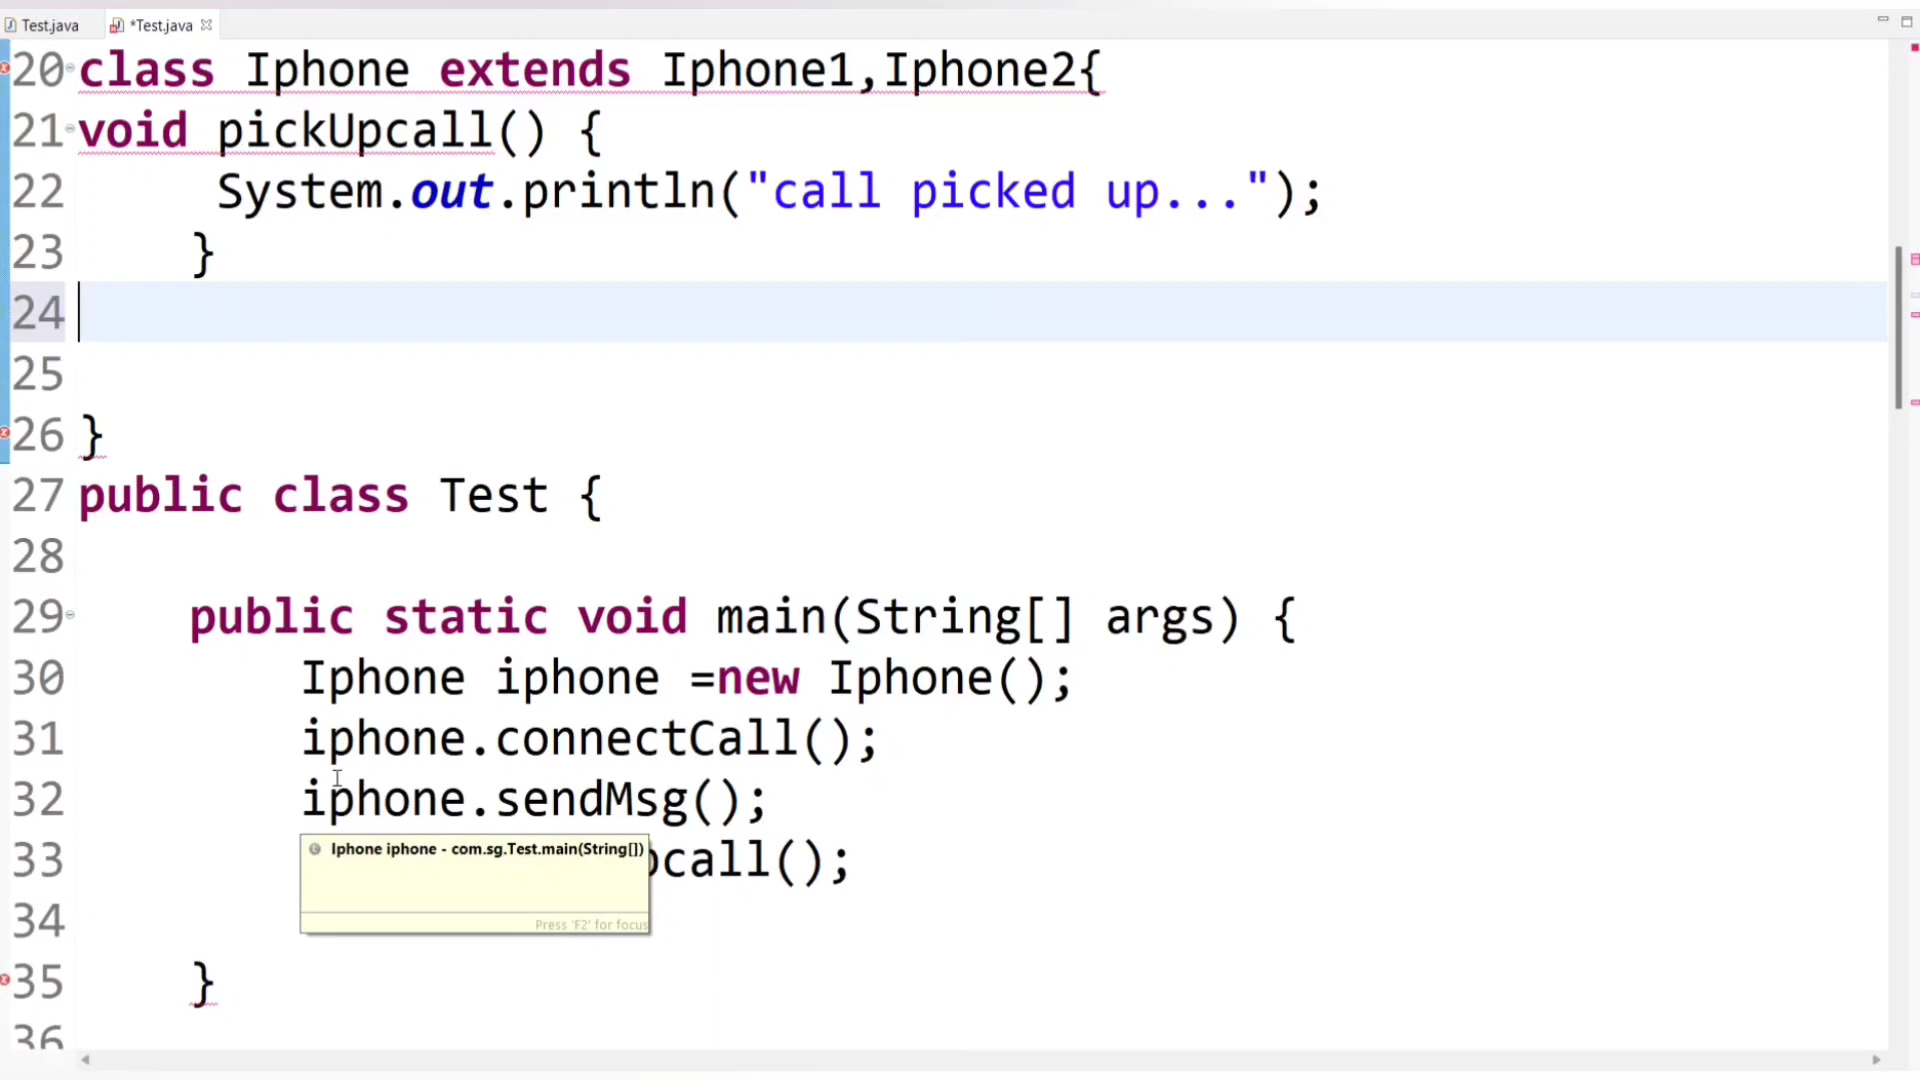 Test.java *Test.java
20 class Iphone extends Iphone1,Iphone2{
21 void pickUpcall() {
22 System.out.println("call picked up...");
23 }
24
25
26 }
27 public class Test {
28
29 public static void main(String[] args) {
30 Iphone iphone =new Iphone();
31 iphone.connectCall();
32 iphone.sendMsg();
Iphone iphone - com.sg.Test.main(String[])
33 pcall();
34 Press 'F2' for focus
35 }
36